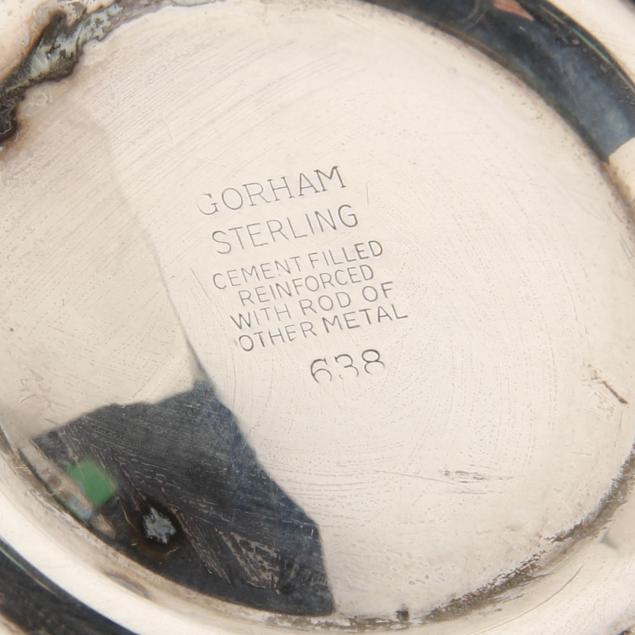 GORHAM
STERLING
CEMENT FILLED
REINFORCED
WITH ROD OF
OTHER METAL
638